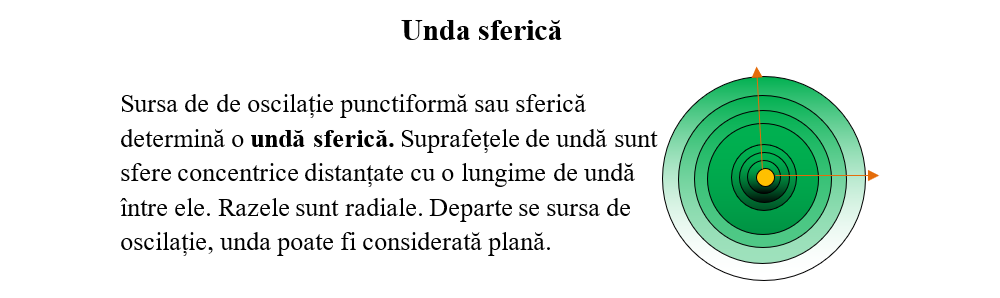 Unda sferică
Sursa de de oscilație punctiformă sau sferică
determină o undă sferică. Suprafețele de undă sunt
sfere concentrice distanțate cu o lungime de undă
între ele. Razele sunt radiale. Departe se sursa de
oscilație, unda poate fi considerată plană.